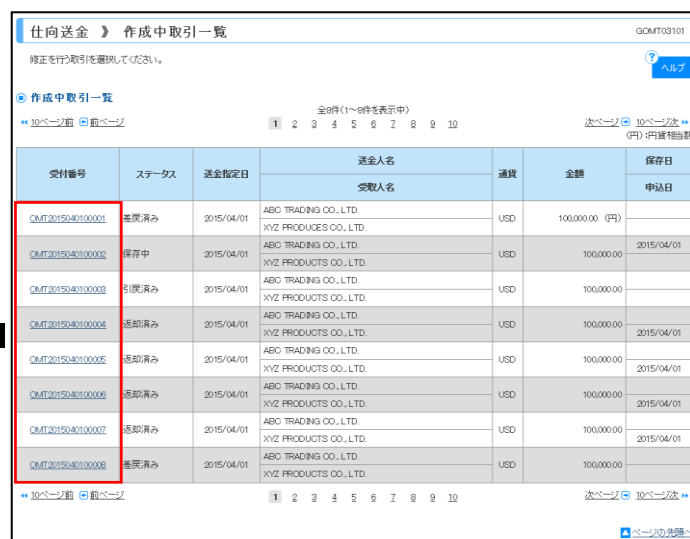 仕向送金 》 作成中取引一覧
GOMT03101
修正を行う取引を選択してください。
?
ヘルプ
作成中取引一覧
全8件(1～8件を表示中)
10ページ前 前ページ 1 2 3 4 5 6 7 8 9 10 次ページ 10ページ次
(円):円貨相当額
受付番号 ステータス 送金指定日 送金人名 通貨 金額 保存日
受取人名 申込日
OMT2015040100001 差戻済み 2015/04/01 ABC TRADING CO., LTD. USD 100,000.00 (円)
XYZ PRODUCES CO., LTD.
OMT2015040100002 保存中 2015/04/01 ABC TRADING CO., LTD. USD 100,000.00 2015/04/01
XYZ PRODUCTS CO., LTD.
OMT2015040100003 引戻済み 2015/04/01 ABC TRADING CO., LTD. USD 100,000.00
XYZ PRODUCTS CO., LTD.
OMT2015040100004 返却済み 2015/04/01 ABC TRADING CO., LTD. USD 100,000.00
XYZ PRODUCTS CO., LTD. 2015/04/01
OMT2015040100005 返却済み 2015/04/01 ABC TRADING CO., LTD. USD 100,000.00
XYZ PRODUCTS CO., LTD. 2015/04/01
OMT2015040100006 返却済み 2015/04/01 ABC TRADING CO., LTD. USD 100,000.00
XYZ PRODUCTS CO., LTD. 2015/04/01
OMT2015040100007 返却済み 2015/04/01 ABC TRADING CO., LTD. USD 100,000.00
XYZ PRODUCTS CO., LTD. 2015/04/01
OMT2015040100008 差戻済み 2015/04/01 ABC TRADING CO., LTD. USD 100,000.00
XYZ PRODUCTS CO., LTD.
10ページ前 前ページ 1 2 3 4 5 6 7 8 9 10 次ページ 10ページ次
ページの先頭へ